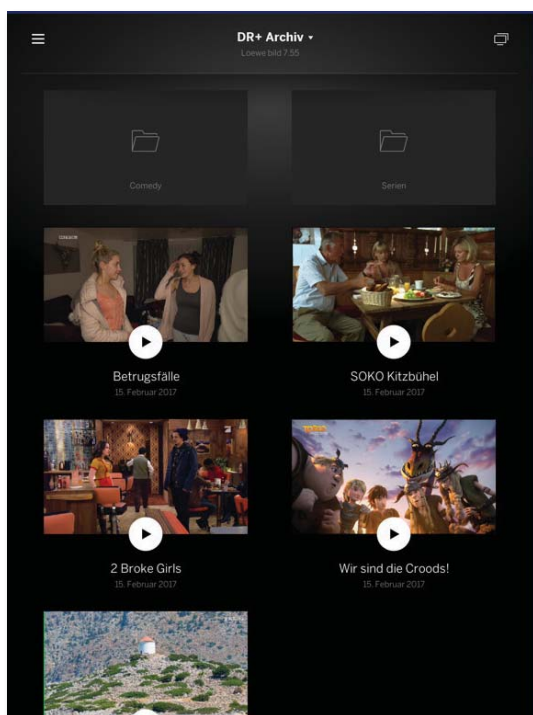 DR+ Archiv
Loewe bild 7.55
Comedy
Serien
Betrugsfälle
15. Februar 2017
SOKO Kitzbühel
15. Februar 2017
2 Broke Girls
15. Februar 2017
Wir sind die Croods!
15. Februar 2017